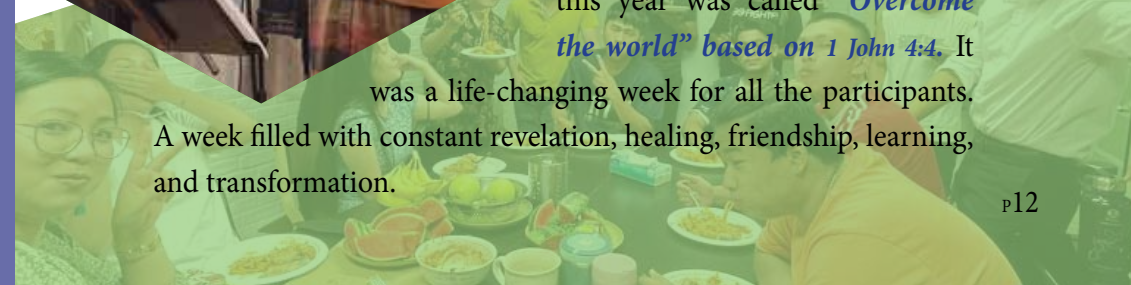 this year was called “Overcome
the world” based on 1 John 4:4. It
was a life-changing week for all the participants.
A week filled with constant revelation, healing, friendship, learning,
and transformation.
P12